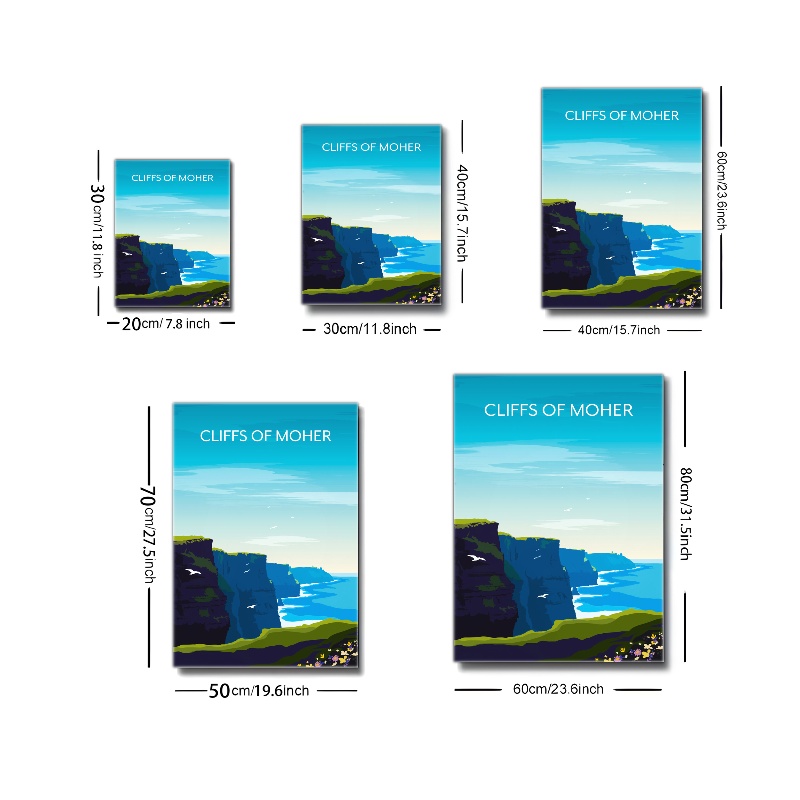 CLIFFS OF MOHER
30cm/11.8 inch
20cm/ 7.8 inch
CLIFFS OF MOHER
40cm/15.7inch
30cm/11.8inch
CLIFFS OF MOHER
60cm/23.6inch
40cm/15.7inch
CLIFFS OF MOHER
70cm/27.5inch
50cm/19.6inch
CLIFFS OF MOHER
80cm/31.5inch
60cm/23.6inch